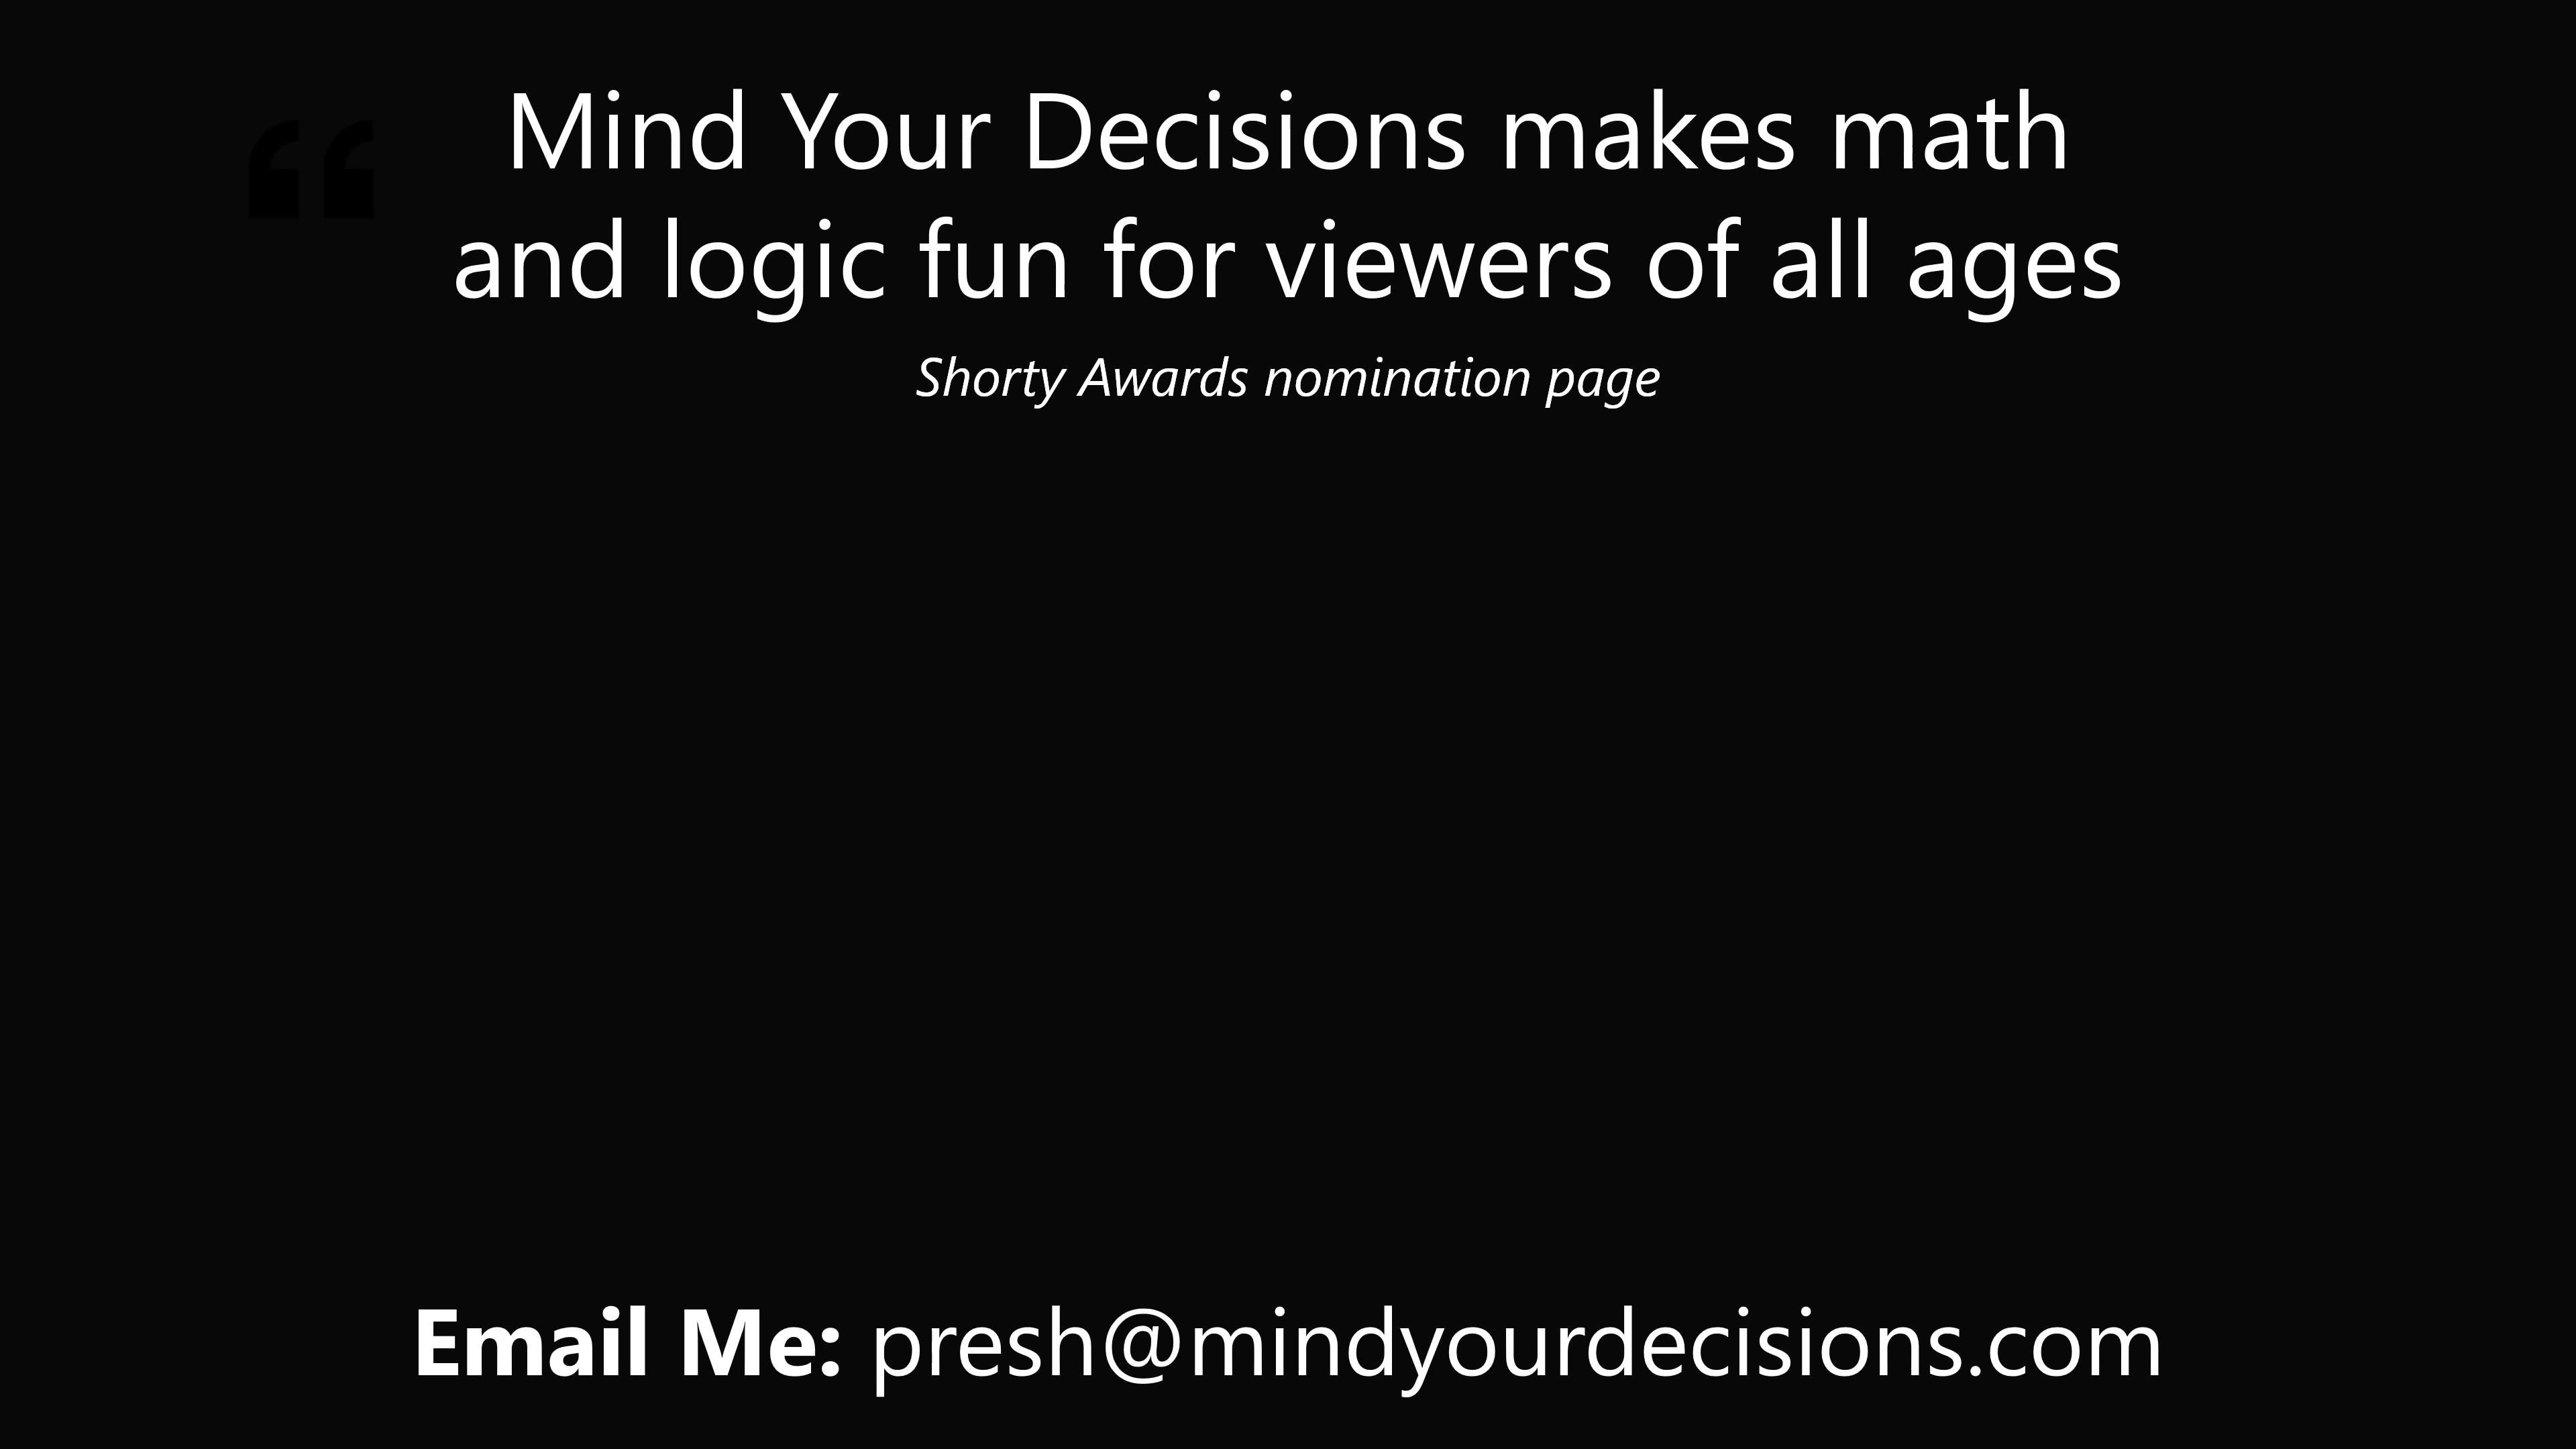 “ Mind Your Decisions makes math
and logic fun for viewers of all ages
Shorty Awards nomination page
Email Me: presh@mindyourdecisions.com